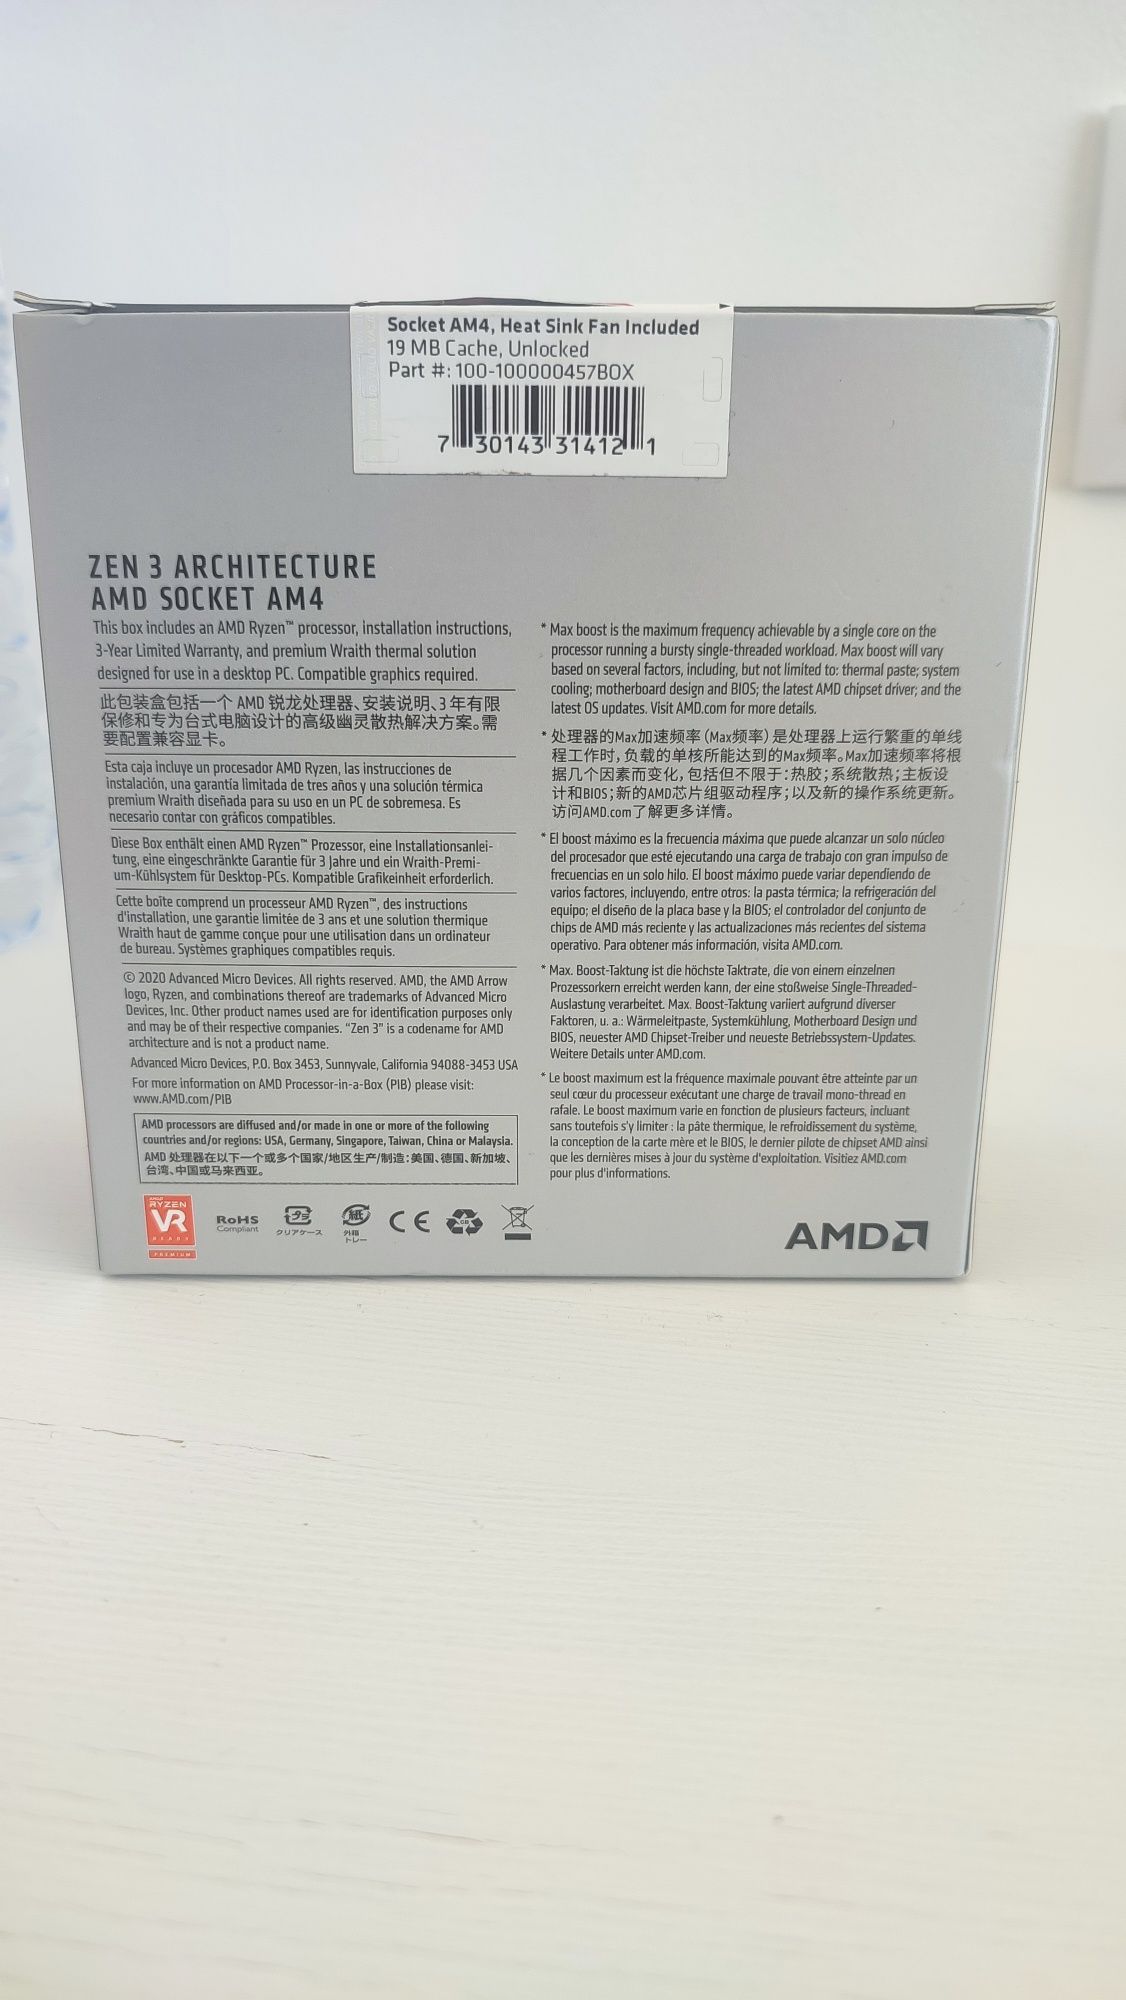 Socket AM4, Heat Sink Fan Included
19 MB Cache, Unlocked
Part #: 100-100000457BOX
7 30143 31412 1
ZEN 3 ARCHITECTURE
AMD SOCKET AM4
This box includes an AMD Ryzen™ processor, installation instructions,
3-Year Limited Warranty, and premium Wraith thermal solution
designed for use in a desktop PC. Compatible graphics required.
此包装盒包括一个 AMD 锐龙处理器、安装说明、3 年有限
保修和专为台式电脑设计的高级幽灵散热解决方案。需
要配置兼容显卡。
Esta caja incluye un procesador AMD Ryzen, las instrucciones de
instalación, una garantía limitada de tres años y una solución térmica
premium Wraith diseñada para su uso en un PC de sobremesa. Es
necesario contar con gráficos compatibles.
Diese Box enthält einen AMD Ryzen™ Prozessor, eine Installationsanlei-
tung, eine eingeschränkte Garantie für 3 Jahre und ein Wraith-Premi-
um-Kühlsystem für Desktop-PCs. Kompatible Grafikeinheit erforderlich.
Cette boîte comprend un processeur AMD Ryzen™, des instructions
d'installation, une garantie limitée de 3 ans et une solution thermique
Wraith haut de gamme conçue pour une utilisation dans un ordinateur
de bureau. Systèmes graphiques compatibles requis.
© 2020 Advanced Micro Devices. All rights reserved. AMD, the AMD Arrow
logo, Ryzen, and combinations thereof are trademarks of Advanced Micro
Devices, Inc. Other product names used are for identification purposes only
and may be of their respective companies. “Zen 3” is a codename for AMD
architecture and is not a product name.
Advanced Micro Devices, P.O. Box 3453, Sunnyvale, California 94088-3453 USA
For more information on AMD Processor-in-a-Box (PIB) please visit:
www.AMD.com/PIB
AMD processors are diffused and/or made in one or more of the following
countries and/or regions: USA, Germany, Singapore, Taiwan, China or Malaysia.
AMD 处理器在以下一个或多个国家/地区生产/制造：美国、德国、新加坡、
台湾、中国或马来西亚。
* Max boost is the maximum frequency achievable by a single core on the
processor running a bursty single-threaded workload. Max boost will vary
based on several factors, including, but not limited to: thermal paste; system
cooling; motherboard design and BIOS; the latest AMD chipset driver; and the
latest OS updates. Visit AMD.com for more details.
* 处理器的Max加速频率（Max频率）是处理器上运行繁重的单线
程工作时，负载的单核所能达到的Max频率。Max加速频率将根
据几个因素而变化，包括但不限于：热胶；系统散热；主板设
计和BIOS；新的AMD芯片组驱动程序；以及新的操作系统更新。
访问AMD.com了解更多详情。
* El boost máximo es la frecuencia máxima que puede alcanzar un solo núcleo
del procesador que esté ejecutando una carga de trabajo con gran impulso de
frecuencias en un solo hilo. El boost máximo puede variar dependiendo de
varios factores, incluyendo, entre otros: la pasta térmica; la refrigeración del
equipo; el diseño de la placa base y la BIOS; el controlador del conjunto de
chips de AMD más reciente y las actualizaciones más recientes del sistema
operativo. Para obtener más información, visita AMD.com.
* Max. Boost-Taktung ist die höchste Taktrate, die von einem einzelnen
Prozessorkern erreicht werden kann, der eine stoßweise Single-Threaded-
Auslastung verarbeitet. Max. Boost-Taktung variiert aufgrund diverser
Faktoren, u. a.: Wärmeleitpaste, Systemkühlung, Motherboard Design und
BIOS, neuester AMD Chipset-Treiber und neueste Betriebssystem-Updates.
Weitere Details unter AMD.com.
* Le boost maximum est la fréquence maximale pouvant être atteinte par un
seul cœur du processeur exécutant une charge de travail mono-thread en
rafale. Le boost maximum varie en fonction de plusieurs facteurs, incluant
sans toutefois s'y limiter : la pâte thermique, le refroidissement du système,
la conception de la carte mère et le BIOS, le dernier pilote de chipset AMD ainsi
que les dernières mises à jour du système d'exploitation. Visitiez AMD.com
pour plus d'informations.
AMD
RYZEN
VR
READY
PREMIUM
RoHS
Compliant
プラ
クリアケース
紙
外箱
トレー
CE
AMD